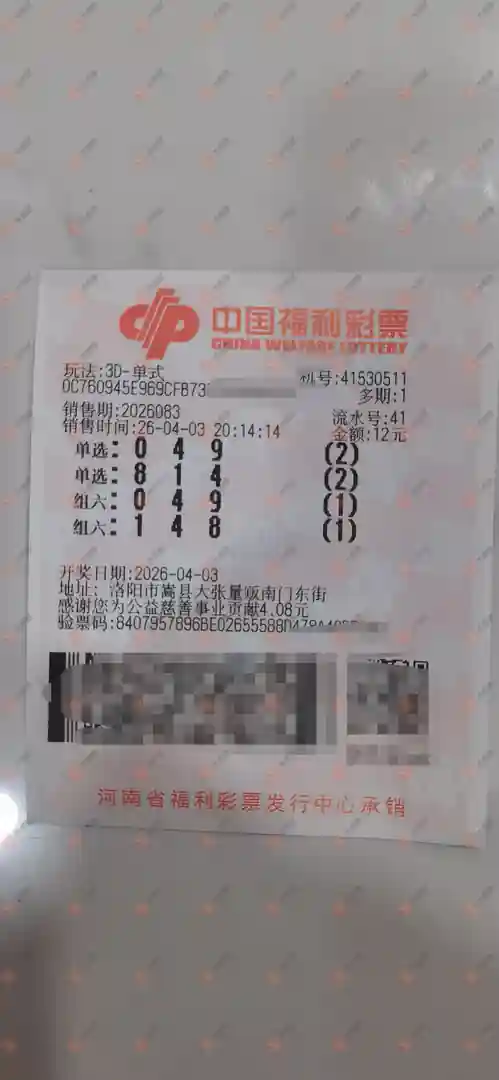 中国福利彩票
CHINA WELFARE LOTTERY
玩法:3D-单式 机号:41530511
0C760945E969CFB73 多期:1
销售期:2026083 流水号:41
销售时间:26-04-03 20:14:14 金额:12元
单选: 0 4 9 (2)
单选: 8 1 4 (2)
组六: 0 4 9 (1)
组六: 1 4 8 (1)
开奖日期:2026-04-03
地址: 洛阳市嵩县大张量贩南门东街
感谢您为公益慈善事业贡献4.08元
验票码:8407957896BE02655588D478A
河南省福利彩票发行中心承销